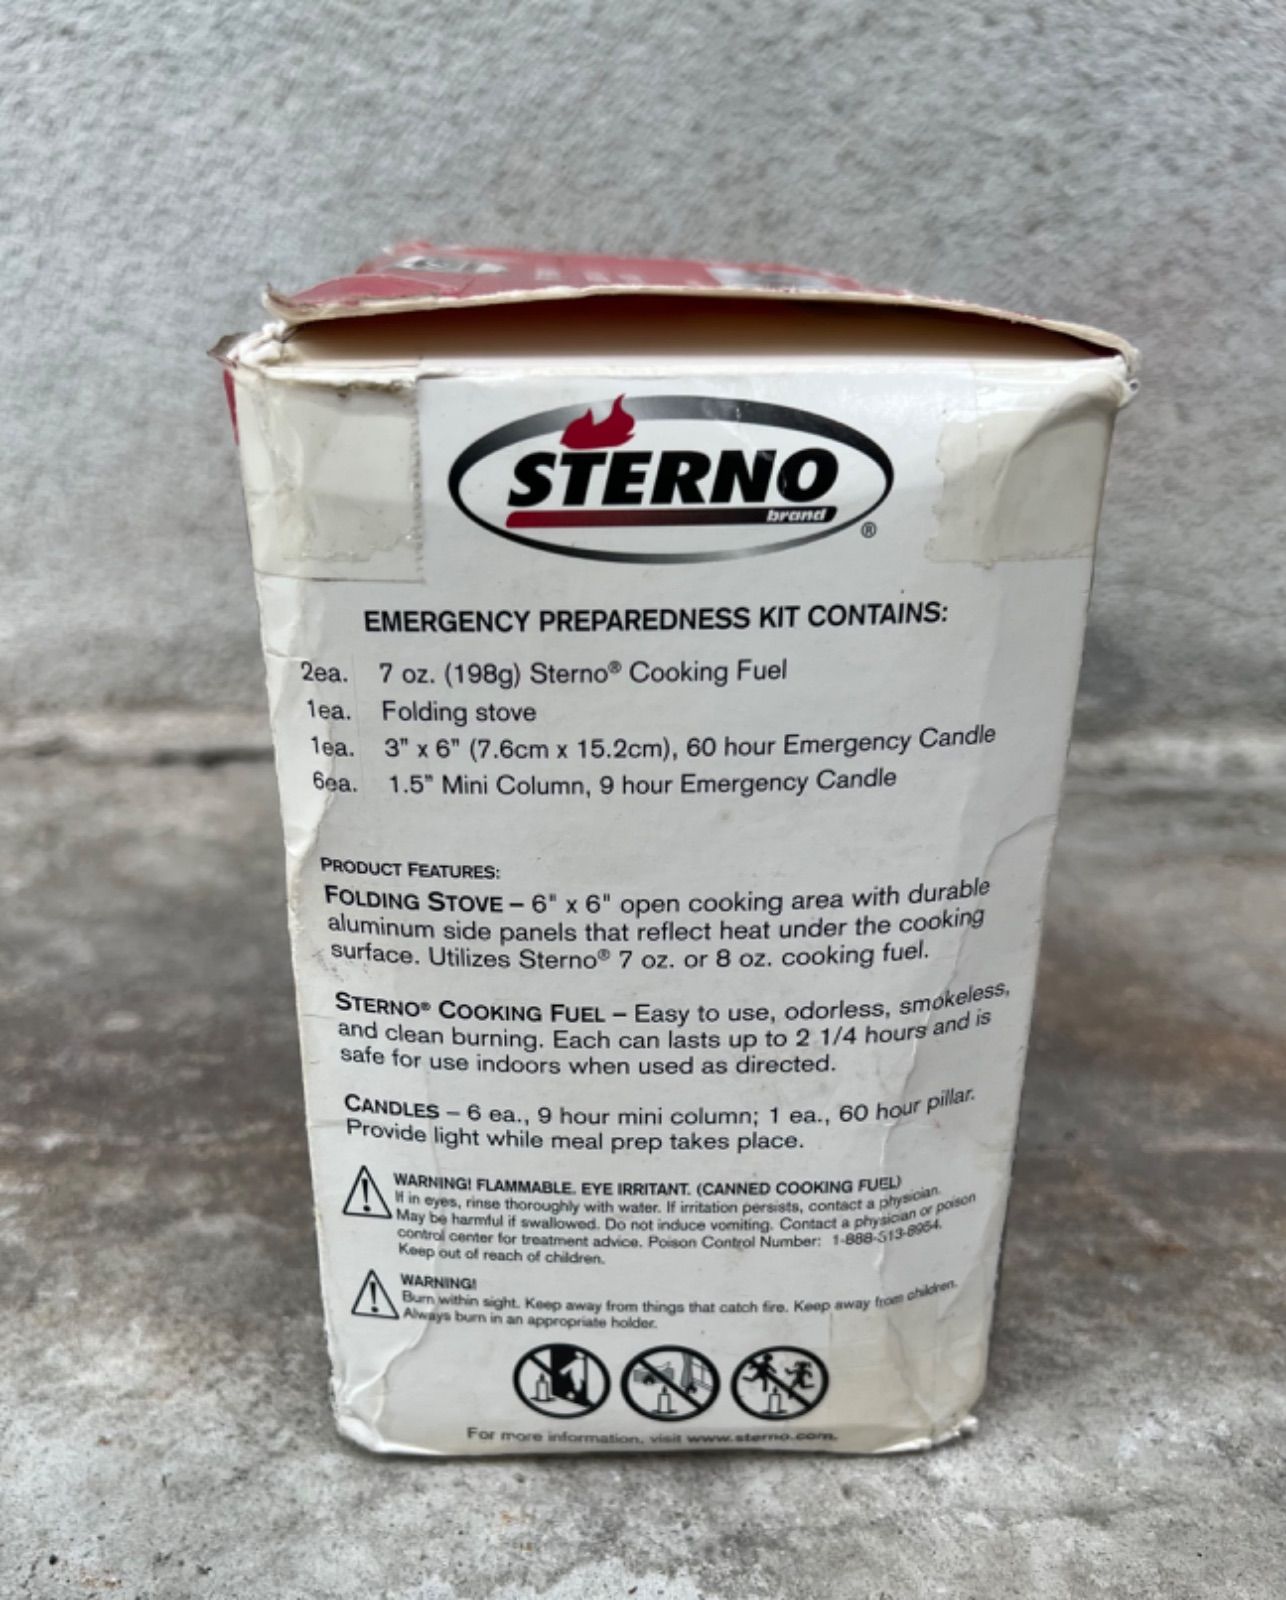 STERNO
brand
®
EMERGENCY PREPAREDNESS KIT CONTAINS:
2ea. 7 oz. (198g) Sterno® Cooking Fuel
1ea. Folding stove
1ea. 3" x 6" (7.6cm x 15.2cm), 60 hour Emergency Candle
6ea. 1.5" Mini Column, 9 hour Emergency Candle
PRODUCT FEATURES:
FOLDING STOVE – 6" x 6" open cooking area with durable
aluminum side panels that reflect heat under the cooking
surface. Utilizes Sterno® 7 oz. or 8 oz. cooking fuel.
STERNO® COOKING FUEL – Easy to use, odorless, smokeless,
and clean burning. Each can lasts up to 2 1/4 hours and is
safe for use indoors when used as directed.
CANDLES – 6 ea., 9 hour mini column; 1 ea., 60 hour pillar.
Provide light while meal prep takes place.
WARNING! FLAMMABLE. EYE IRRITANT. (CANNED COOKING FUEL)
If in eyes, rinse thoroughly with water. If irritation persists, contact a physician.
May be harmful if swallowed. Do not induce vomiting. Contact a physician or poison
control center for treatment advice. Poison Control Number: 1-888-513-8954.
Keep out of reach of children.
WARNING!
Burn within sight. Keep away from things that catch fire. Keep away from children.
Always burn in an appropriate holder.
For more information, visit www.sterno.com.